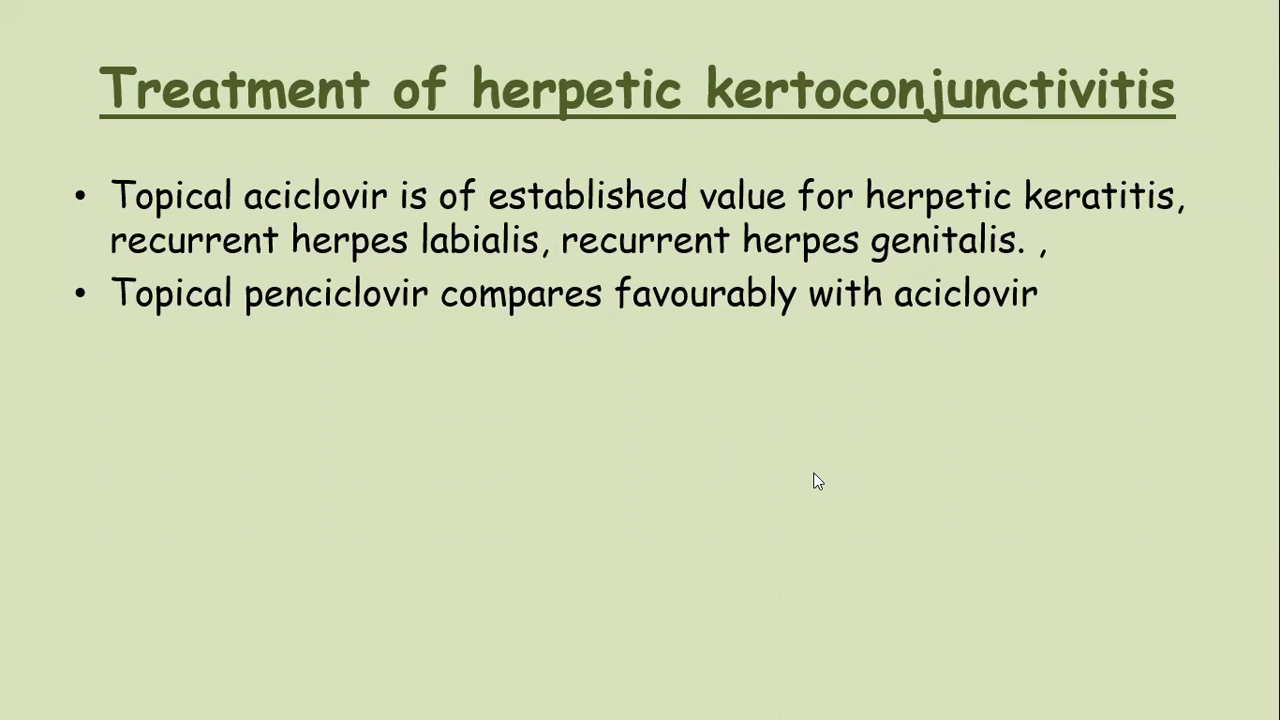 Treatment of herpetic kertoconjunctivitis
• Topical aciclovir is of established value for herpetic keratitis,
recurrent herpes labialis, recurrent herpes genitalis. ,
• Topical penciclovir compares favourably with aciclovir